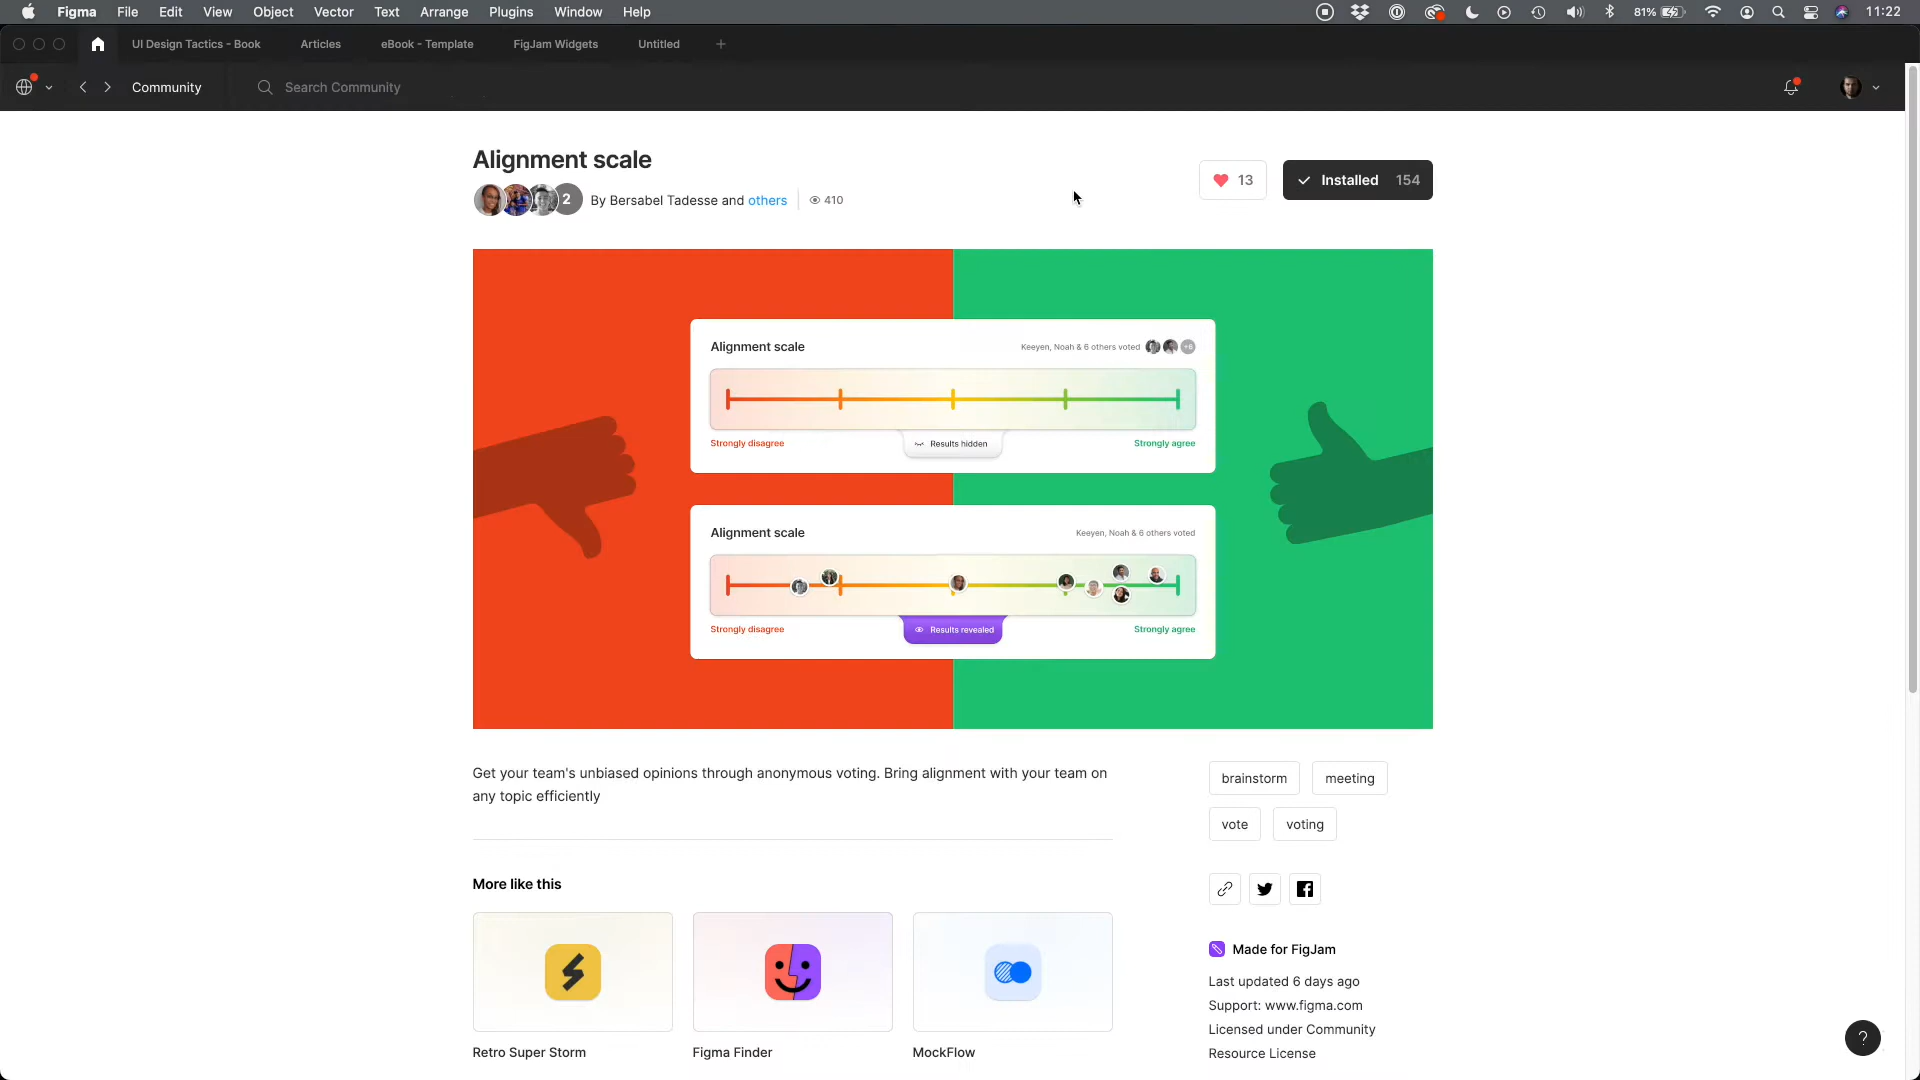 Figma File Edit View Object Vector Text Arrange Plugins Window Help 81% 11:22
UI Design Tactics - Book Articles eBook - Template FigJam Widgets Untitled
Community Search Community
Alignment scale
2 By Bersabel Tadesse and others 410
13
Installed 154
Alignment scale
Keeyen, Noah & 6 others voted +6
Strongly disagree
Results hidden
Strongly agree
Alignment scale
Keeyen, Noah & 6 others voted
Strongly disagree
Results revealed
Strongly agree
Get your team's unbiased opinions through anonymous voting. Bring alignment with your team on
any topic efficiently
brainstorm meeting
vote voting
More like this
Retro Super Storm
Figma Finder
MockFlow
Made for FigJam
Last updated 6 days ago
Support: www.figma.com
Licensed under Community
Resource License
?